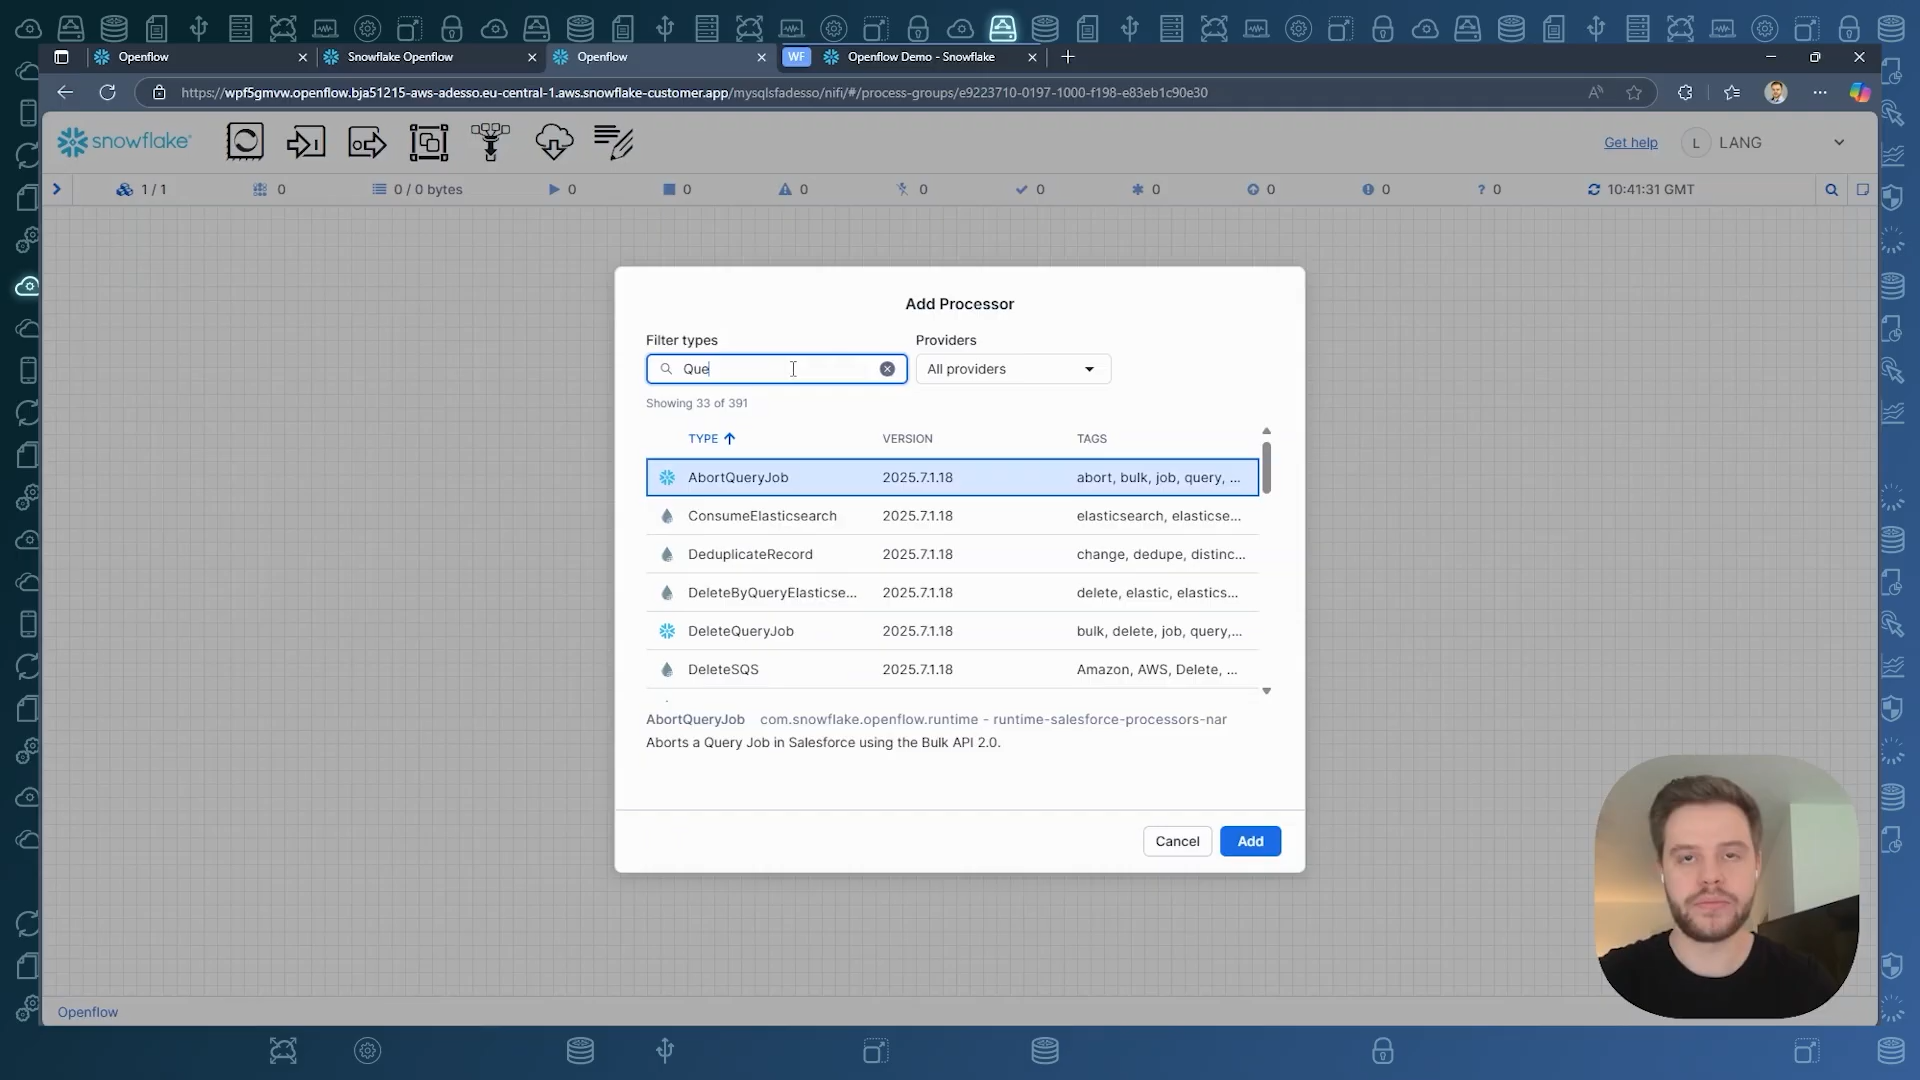 Openflow
Snowflake Openflow
Openflow
WF
Openflow Demo - Snowflake
https://wpf5gmvw.openflow.bja51215-aws-adesso.eu-central-1.aws.snowflake-customer.app/mysqlsfadesso/nifi/#/process-groups/e9223710-0197-1000-f198-e83eb1c90e30
snowflake
Get help
L
LANG
1 / 1
0
0 / 0 bytes
0
0
0
0
0
0
0
0
? 0
10:41:31 GMT
Add Processor
Filter types
Providers
Que
All providers
Showing 33 of 391
TYPE VERSION TAGS
AbortQueryJob 2025.7.1.18 abort, bulk, job, query, ...
ConsumeElasticsearch 2025.7.1.18 elasticsearch, elasticse...
DeduplicateRecord 2025.7.1.18 change, dedupe, distinc...
DeleteByQueryElasticse... 2025.7.1.18 delete, elastic, elastics...
DeleteQueryJob 2025.7.1.18 bulk, delete, job, query,...
DeleteSQS 2025.7.1.18 Amazon, AWS, Delete, ...
AbortQueryJob com.snowflake.openflow.runtime - runtime-salesforce-processors-nar
Aborts a Query Job in Salesforce using the Bulk API 2.0.
Cancel
Add
Openflow